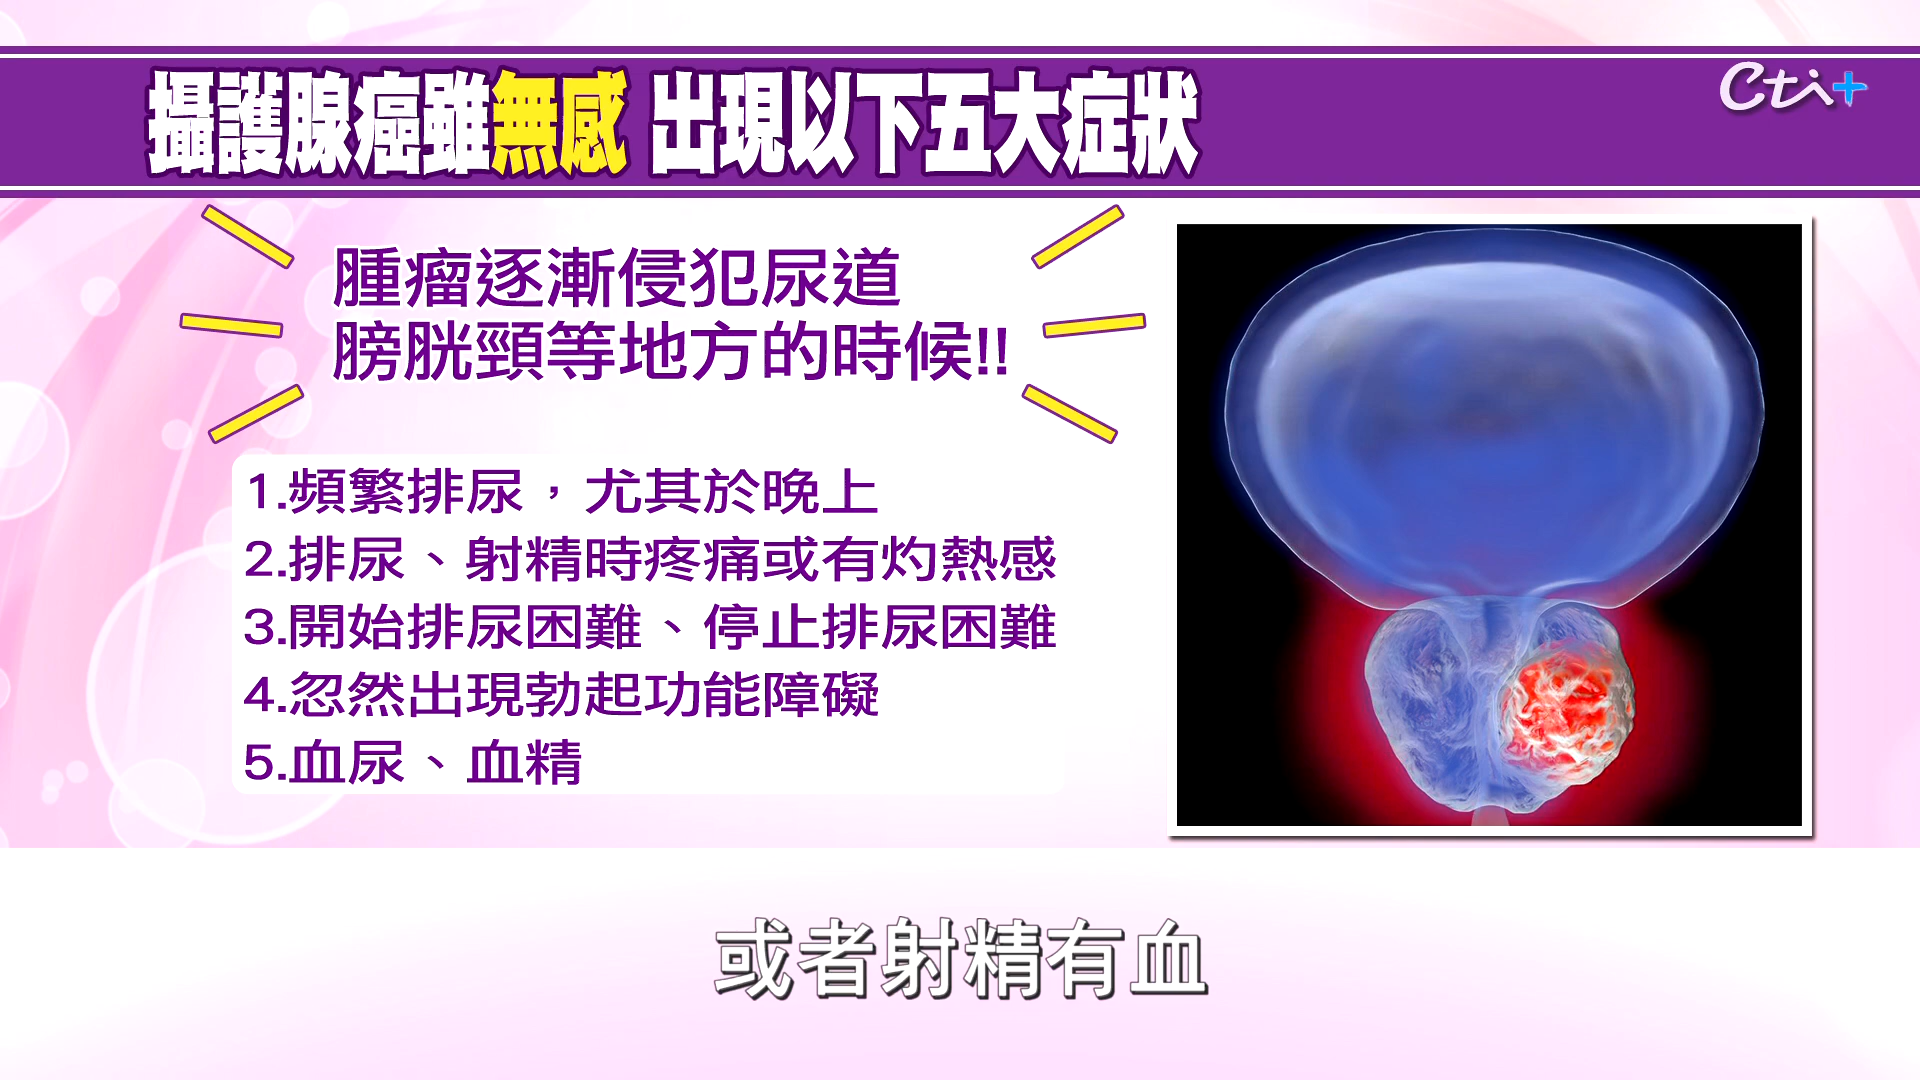 攝護腺癌雖無感 出現以下五大症狀
Cti+
腫瘤逐漸侵犯尿道
膀胱頸等地方的時候!!
1.頻繁排尿，尤其於晚上
2.排尿、射精時疼痛或有灼熱感
3.開始排尿困難、停止排尿困難
4.忽然出現勃起功能障礙
5.血尿、血精
或者射精有血